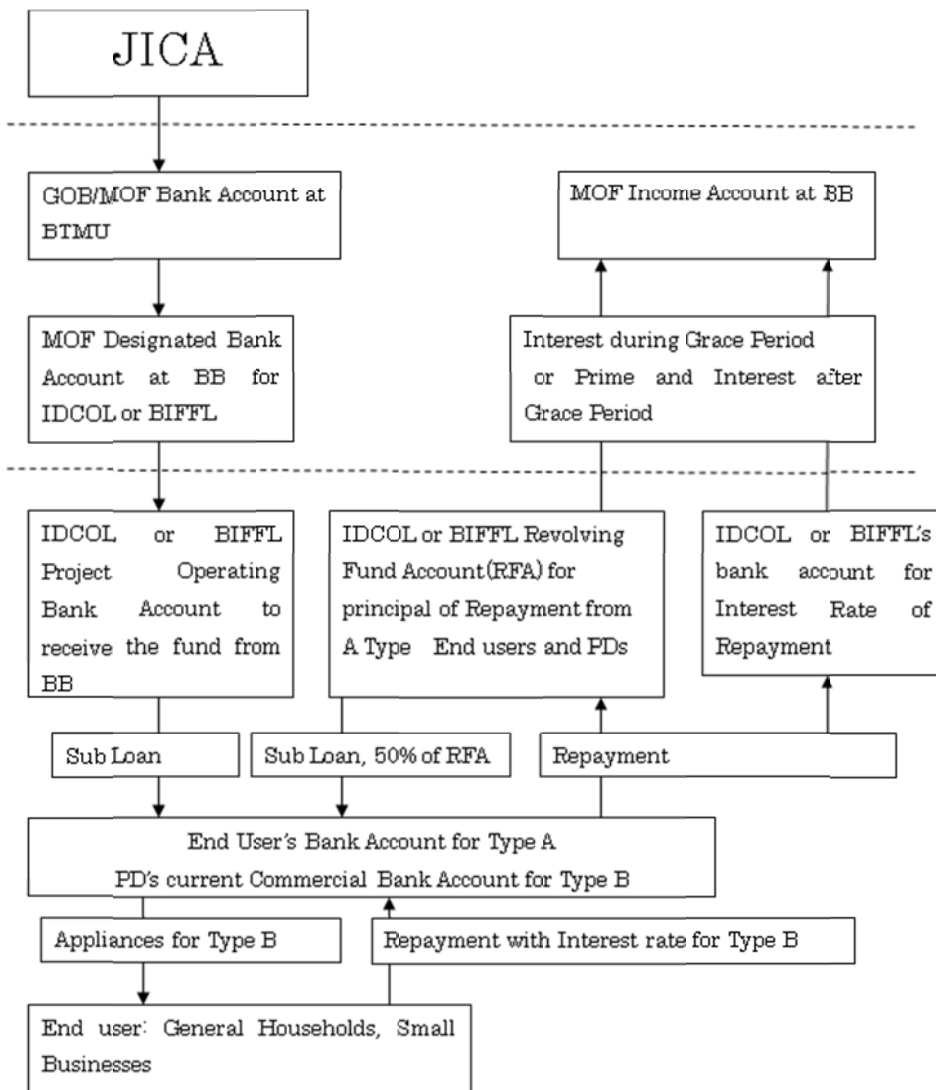 JICA
GOB/MOF Bank Account at
BTMU
MOF Income Account at BB
MOF Designated Bank
Account at BB for
IDCOL or BIFFL
Interest during Grace Period
or Prime and Interest after
Grace Period
IDCOL or BIFFL
Project Operating
Bank Account to
receive the fund from
BB
IDCOL or BIFFL Revolving
Fund Account(RFA) for
principal of Repayment from
A Type End users and PDs
IDCOL or BIFFL's
bank account for
Interest Rate of
Repayment
Sub Loan
Sub Loan, 50% of RFA
Repayment
End User's Bank Account for Type A
PD's current Commercial Bank Account for Type B
Appliances for Type B
Repayment with Interest rate for Type B
End user: General Households, Small
Businesses